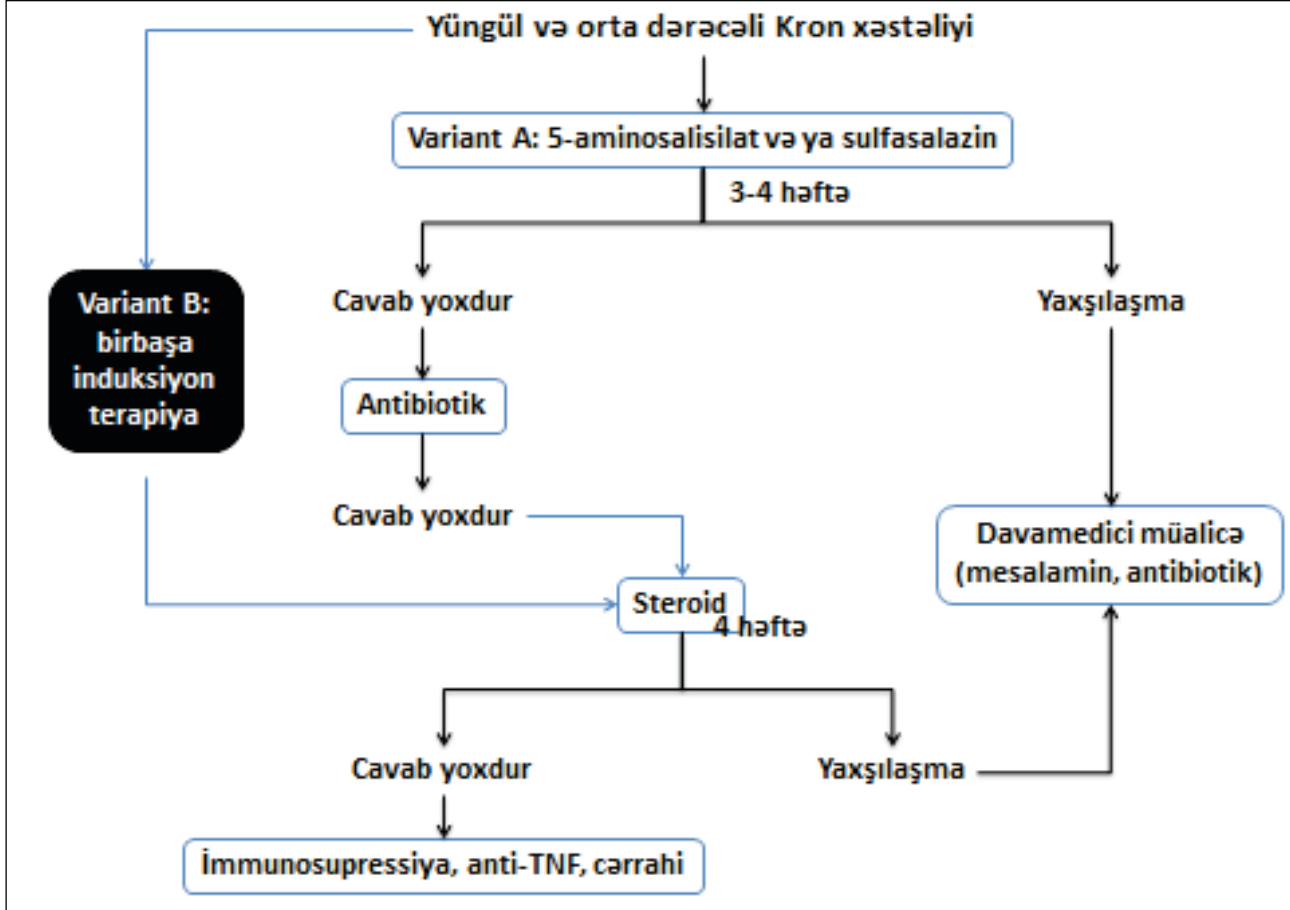 Yüngül və orta dərəcəli Kron xəstəliyi
Variant A: 5-aminosalisilat və ya sulfasalazin
3-4 həftə
Cavab yoxdur
Yaxşılaşma
Variant B:
birbaşa
induksiyon
terapiya
Antibiotik
Cavab yoxdur
Davamedici müalicə
(mesalamin, antibiotik)
Steroid
4 həftə
Cavab yoxdur
Yaxşılaşma
İmmunosupressiya, anti-TNF, cərrahi